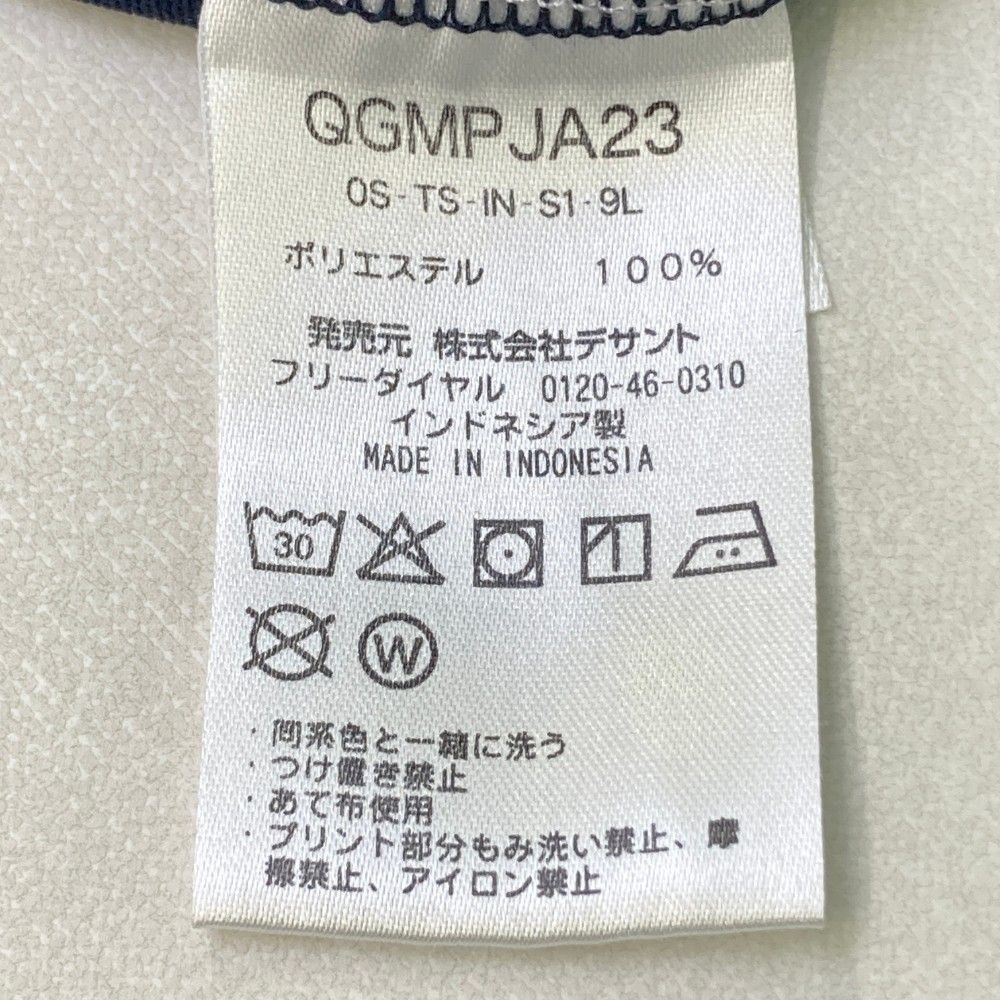 QGMPJA23
OS-TS-IN-S1-9L
ポリエステル 100%
発売元 株式会社デサント
フリーダイヤル 0120-46-0310
インドネシア製
MADE IN INDONESIA
30
W
・同系色と一緒に洗う
・つけ置き禁止
・あて布使用
・プリント部分もみ洗い禁止、摩
擦禁止、アイロン禁止